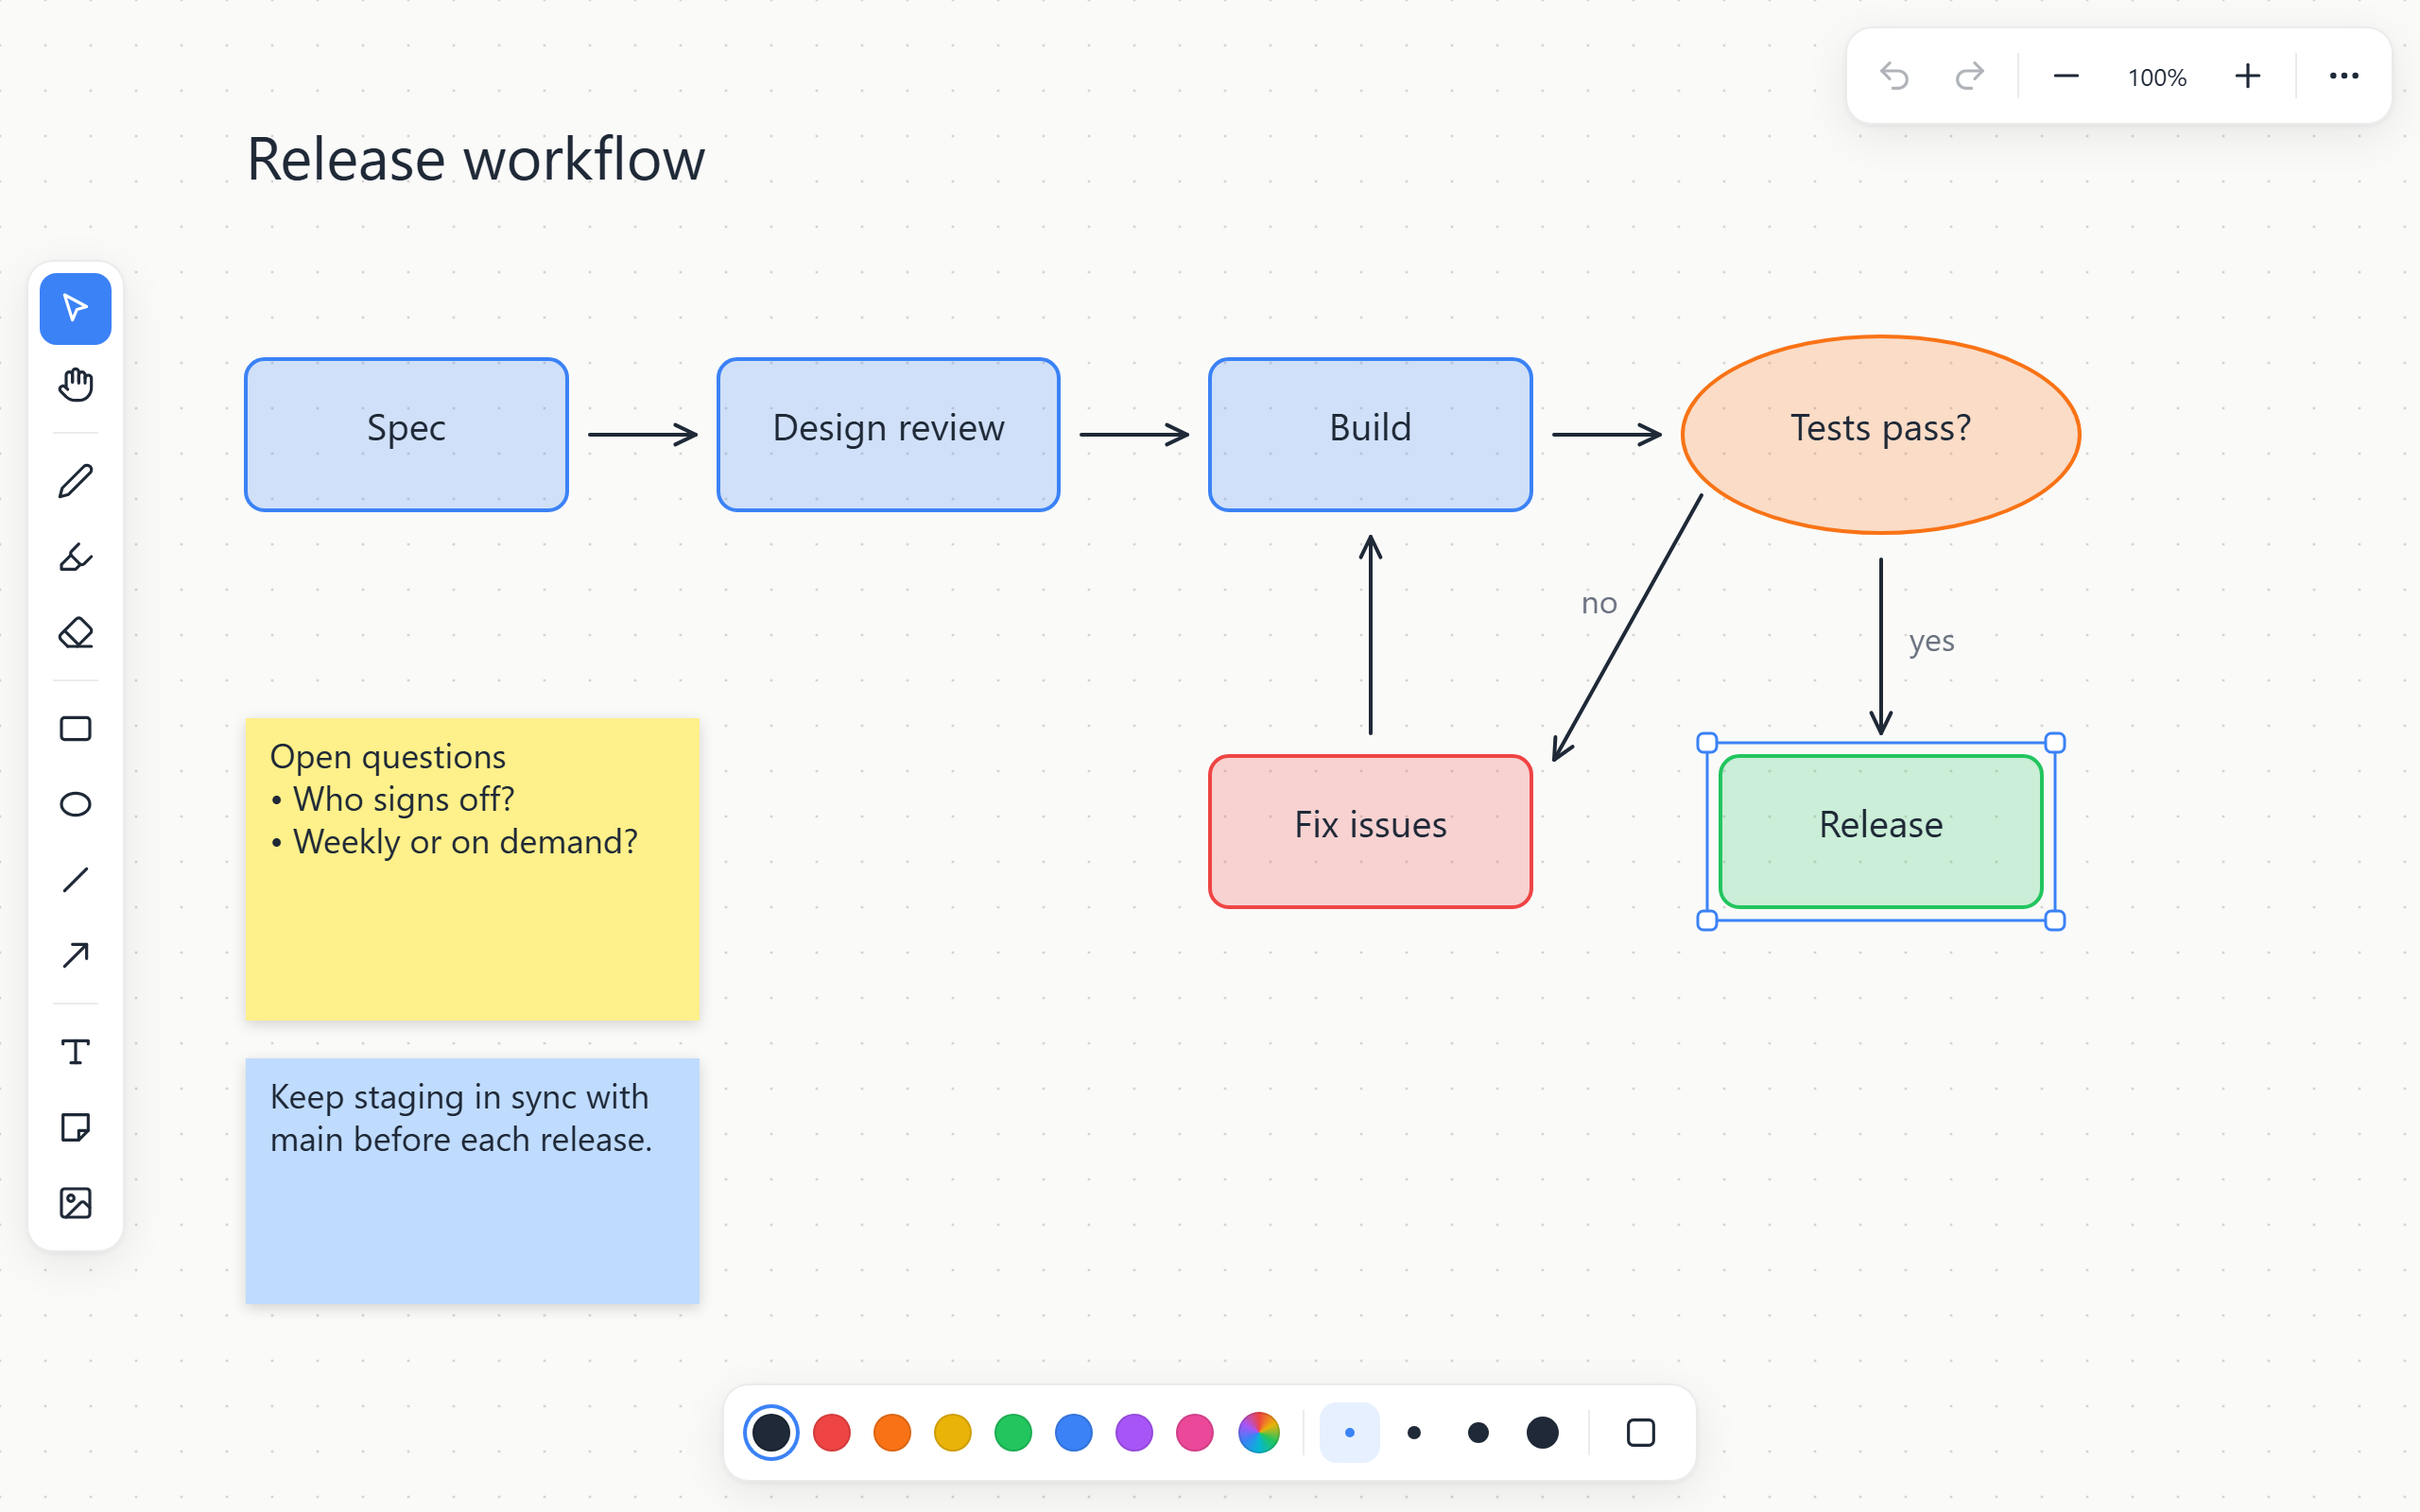 100%
Release workflow
Spec
Design review
Build
Tests pass?
no
yes
Open questions
• Who signs off?
• Weekly or on demand?
Fix issues
Release
Keep staging in sync with
main before each release.